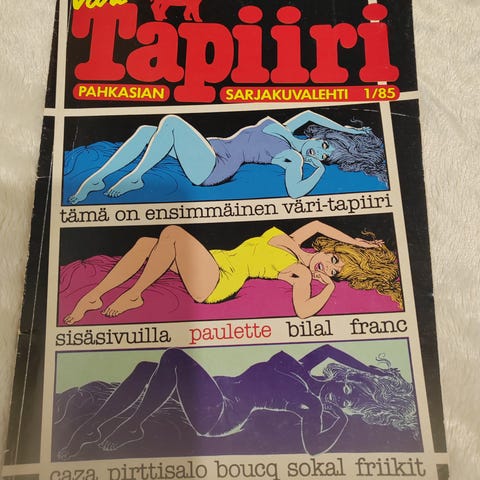 väri
Tapiiri
PAHKASIAN SARJAKUVALEHTI 1/85
tämä on ensimmäinen väri-tapiiri
sisäsivuilla paulette bilal franc
caza pirttisalo boucq sokal friikit